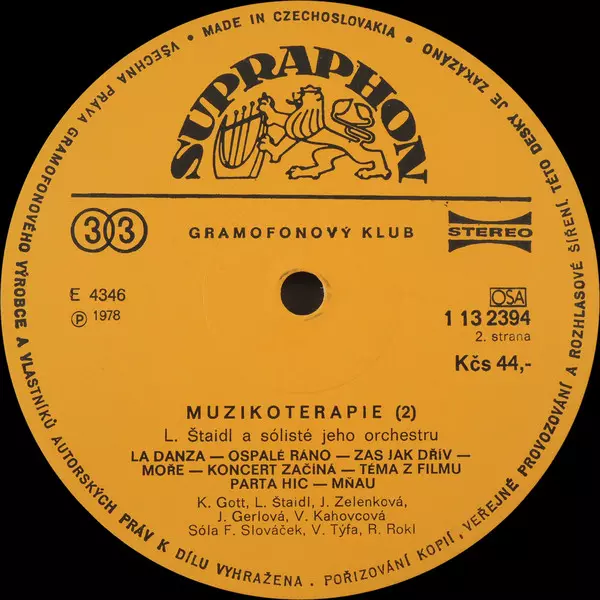 VŠECHNA PRÁVA GRAMOFONOVÉHO VÝROBCE A VLASTNÍKŮ AUTORSKÝCH PRÁV K DÍLU VYHRAŽENA . POŘIZOVÁNÍ KOPIÍ, VEŘEJNÉ PROVOZOVÁNÍ A ROZHLASOVÉ ŠÍŘENÍ TÉTO DESKY JE ZAKÁZÁNO • MADE IN CZECHOSLOVAKIA •
SUPRAPHON
33
GRAMOFONOVÝ KLUB
STEREO
E 4346
Ⓟ 1978
OSA
1 13 2394
2. strana
Kčs 44,-
MUZIKOTERAPIE (2)
L. Štaidl a sólisté jeho orchestru
LA DANZA — OSPALÉ RÁNO — ZAS JAK DŘÍV —
MOŘE — KONCERT ZAČÍNÁ — TÉMA Z FILMU
PARTA HIC — MŇAU
K. Gott, L. Štaidl, J. Zelenková,
J. Gerlová, V. Kahovcová
Sóla F. Slováček, V. Týfa, R. Rokl